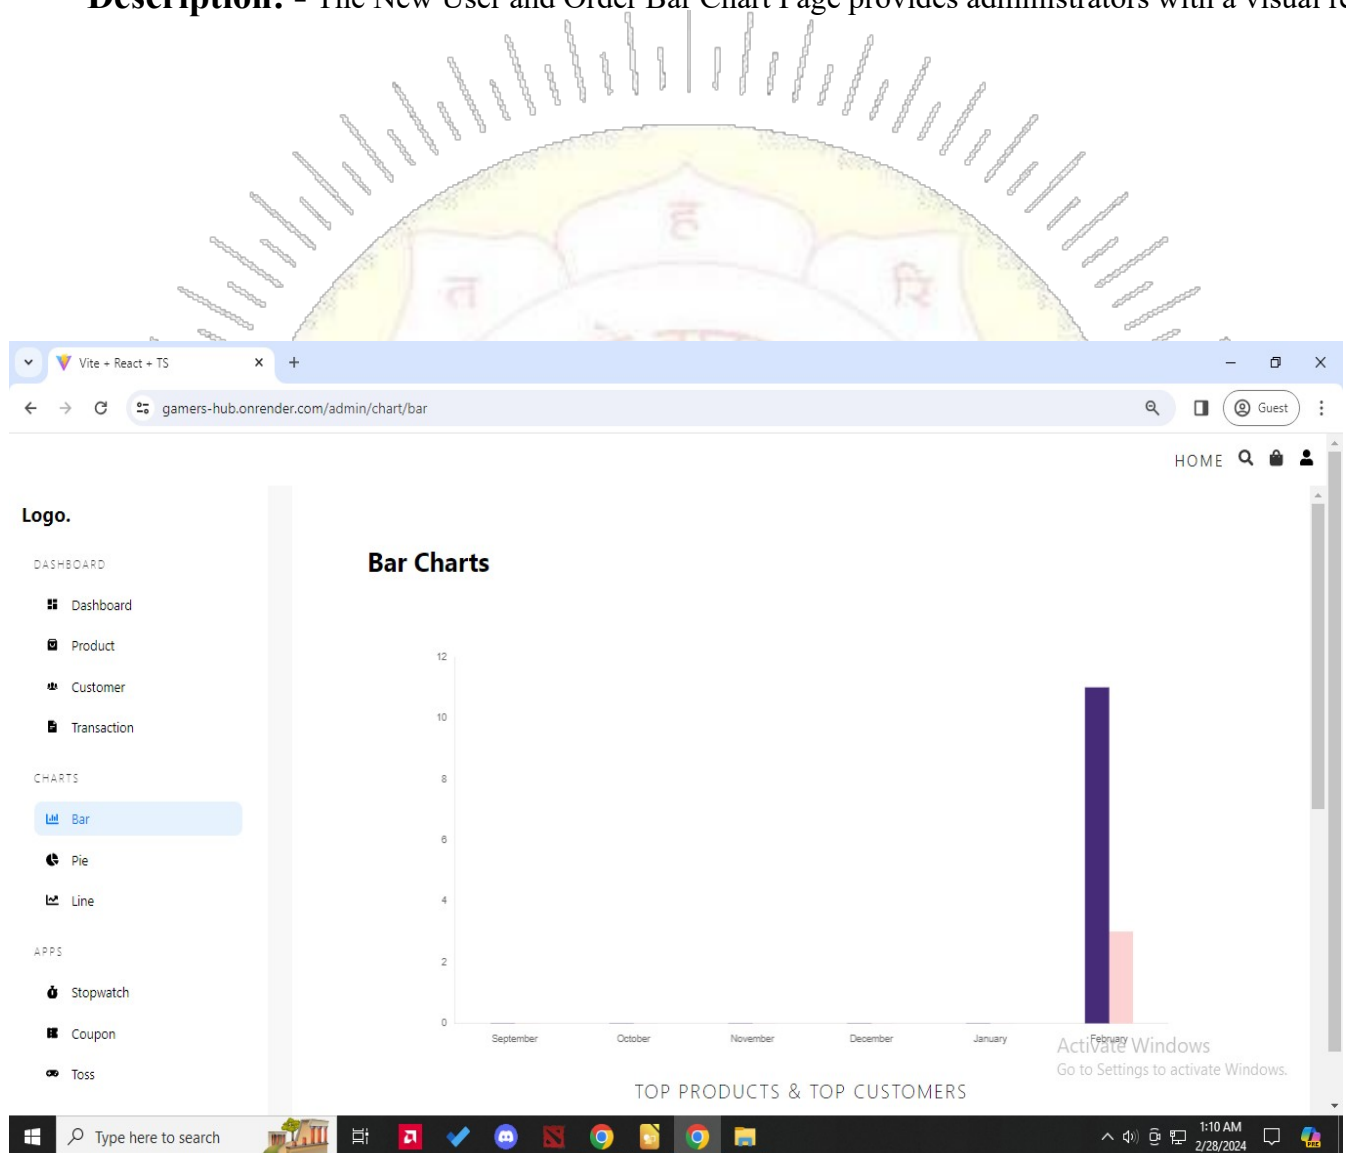 Description: - The New User and Order Bar Chart Page provides administrators with a visual
ह
त
रि
Vite + React + TS
gamers-hub.onrender.com/admin/chart/bar
Guest
HOME
Logo.
DASHBOARD
Dashboard
Product
Customer
Transaction
CHARTS
Bar
Pie
Line
APPS
Stopwatch
Coupon
Toss
Bar Charts
12
10
8
6
4
2
0
September October November December January February
Activate Windows
Go to Settings to activate Windows.
TOP PRODUCTS & TOP CUSTOMERS
Type here to search
1:10 AM
2/28/2024